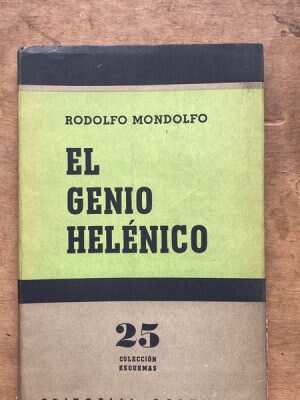 RODOLFO MONDOLFO
EL
GENIO
HELÉNICO
25
COLECCIÓN
ESQUEMAS